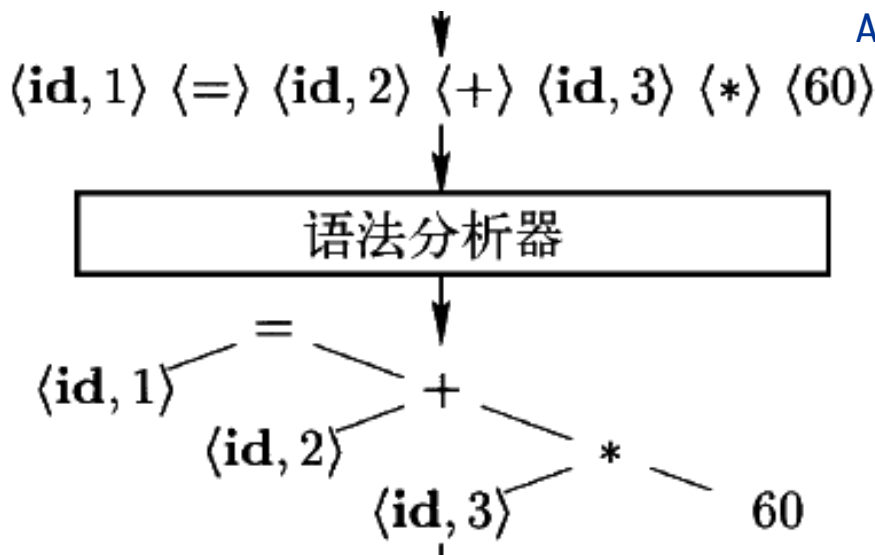 A
⟨id, 1⟩ ⟨=⟩ ⟨id, 2⟩ ⟨+⟩ ⟨id, 3⟩ ⟨*⟩ ⟨60⟩
语法分析器
=
⟨id, 1⟩ +
⟨id, 2⟩ *
⟨id, 3⟩ 60